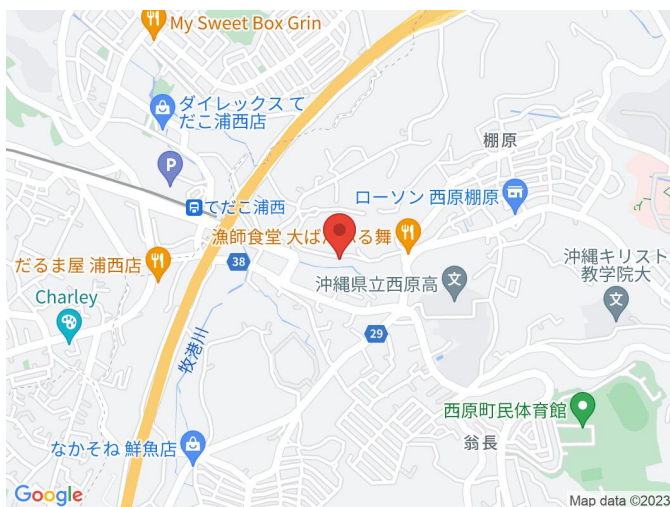 My Sweet Box Grin
ダイレックス て
だこ浦西店
P
棚原
てだこ浦西
ローソン 西原棚原
漁師食堂 大ば
る舞
だるま屋 浦西店
38
沖縄県立西原高
文
沖縄キリスト
教学院大
文
Charley
29
牧港川
西原町民体育館
翁長
なかそね 鮮魚店
Google
Map data ©2023